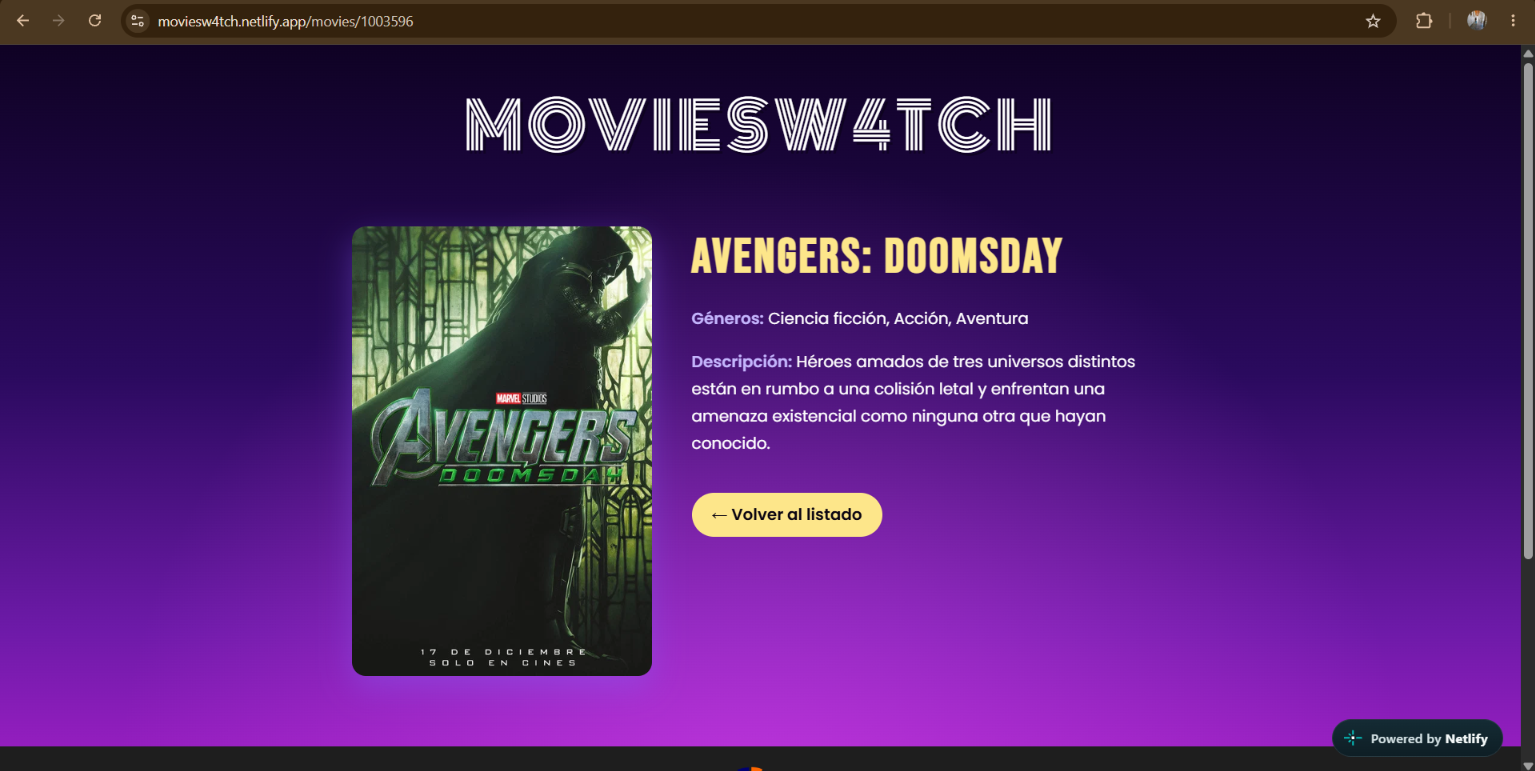 moviesw4tch.netlify.app/movies/1003596
MOVIESW4TCH
AVENGERS: DOOMSDAY
Géneros: Ciencia ficción, Acción, Aventura
Descripción: Héroes amados de tres universos distintos
están en rumbo a una colisión letal y enfrentan una
amenaza existencial como ninguna otra que hayan
conocido.
← Volver al listado
MARVEL STUDIOS
AVENGERS
DOOMSDAY
17 DE DICIEMBRE
SOLO EN CINES
Powered by Netlify